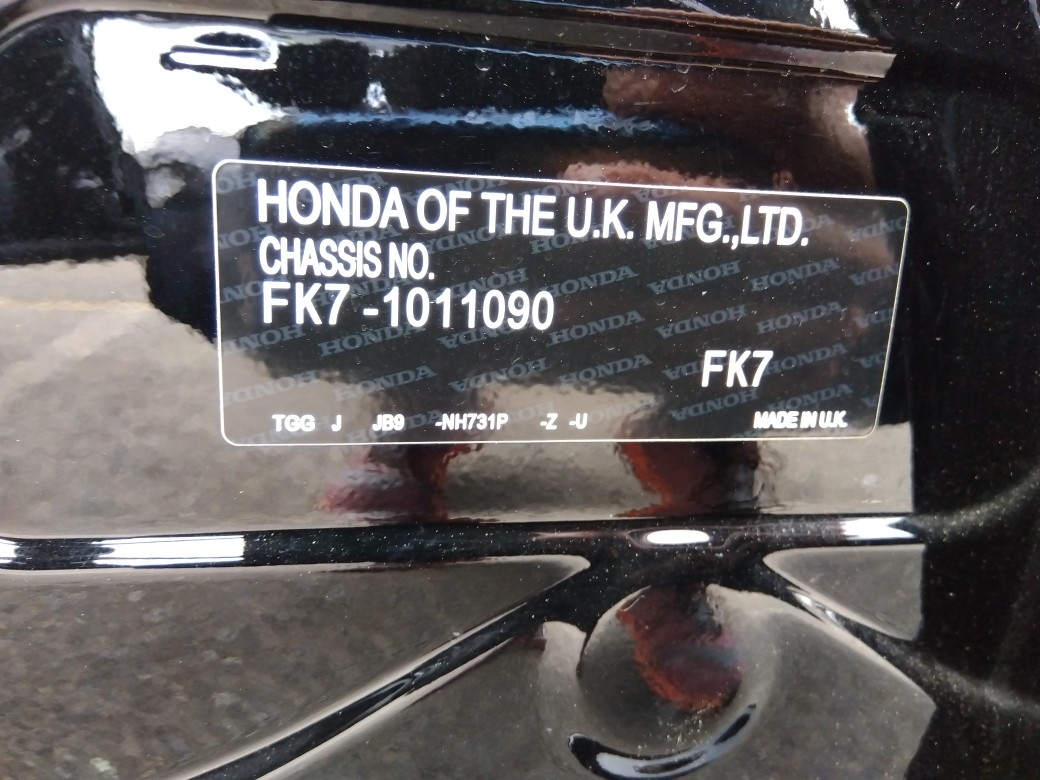 HONDA OF THE U.K. MFG.,LTD.
CHASSIS NO.
FK7 -1011090
FK7
TGG J JB9 -NH731P -Z -U MADE IN U.K.